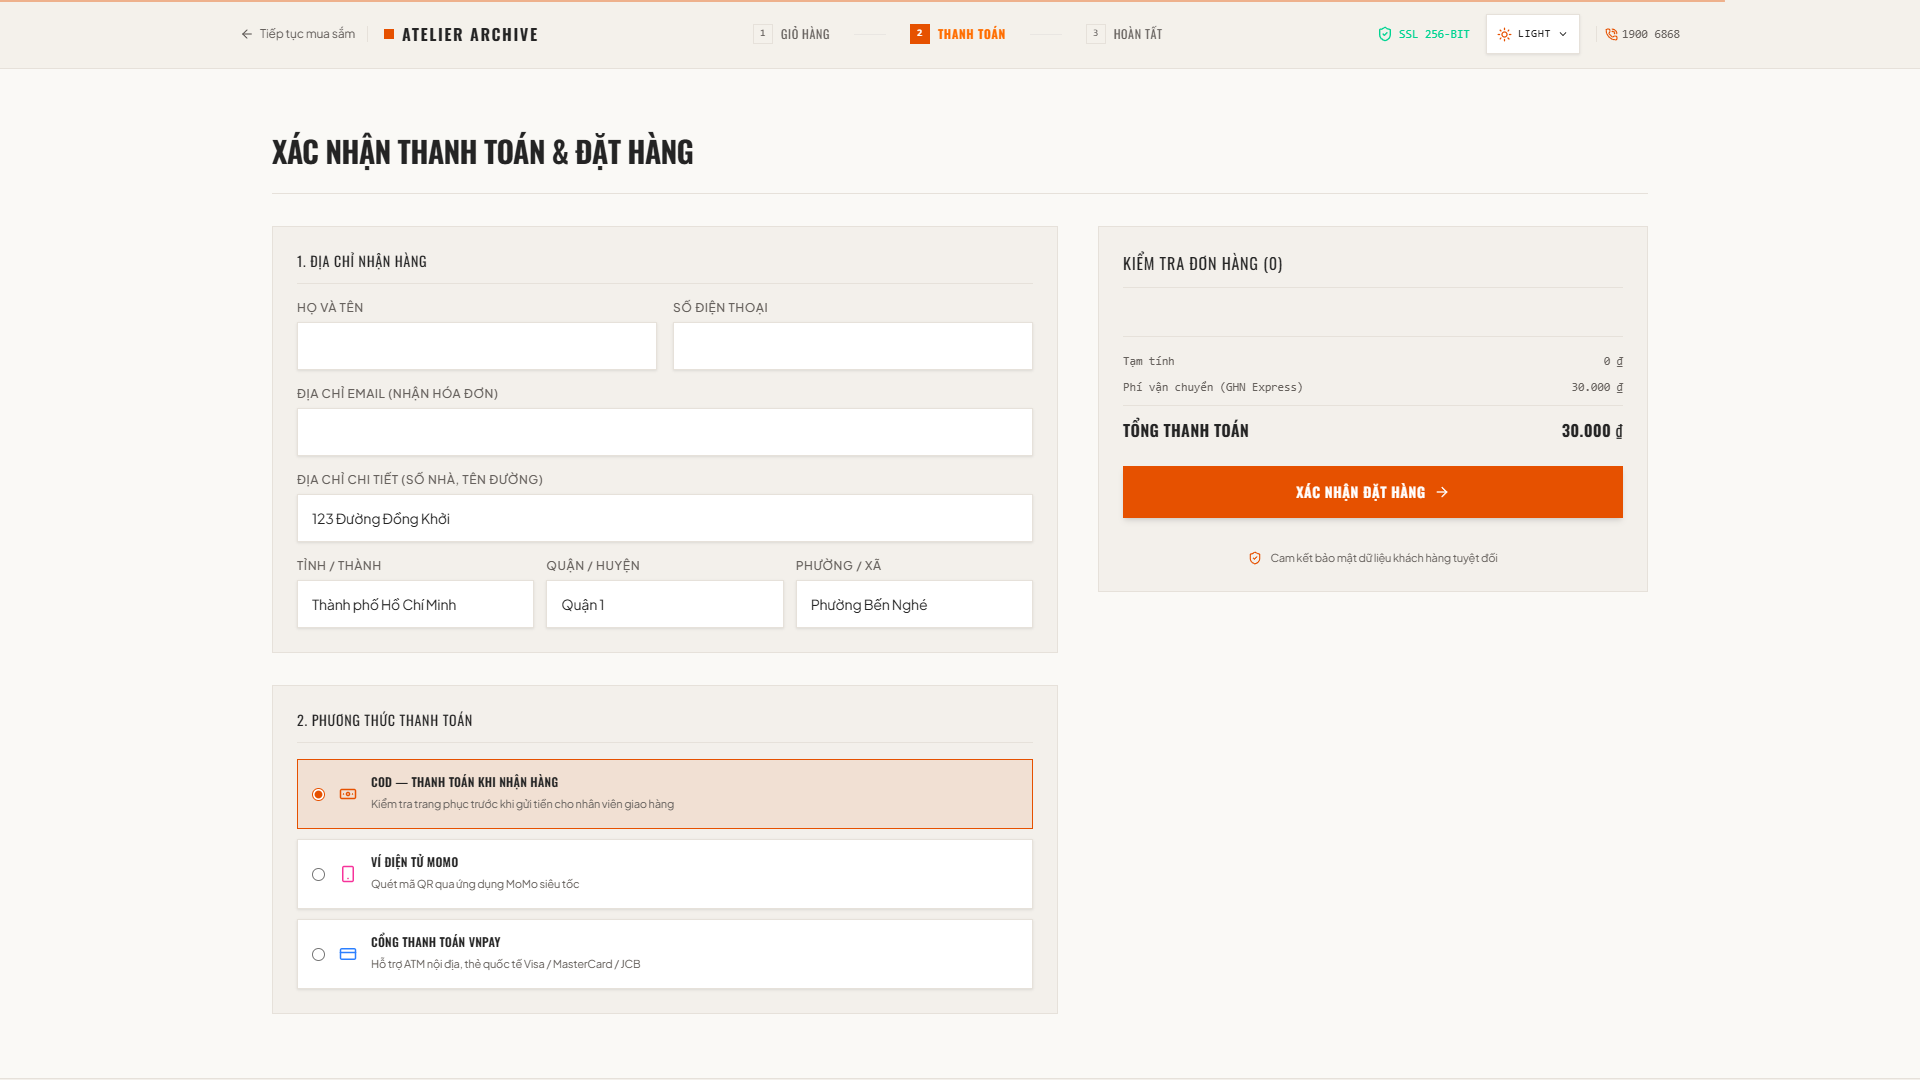 Tiếp tục mua sắm
ATELIER ARCHIVE
1 GIỎ HÀNG
2 THANH TOÁN
3 HOÀN TẤT
SSL 256-BIT
LIGHT
1900 6868
XÁC NHẬN THANH TOÁN & ĐẶT HÀNG
1. ĐỊA CHỈ NHẬN HÀNG
HỌ VÀ TÊN
SỐ ĐIỆN THOẠI
ĐỊA CHỈ EMAIL (NHẬN HÓA ĐƠN)
ĐỊA CHỈ CHI TIẾT (SỐ NHÀ, TÊN ĐƯỜNG)
123 Đường Đồng Khởi
TỈNH / THÀNH
QUẬN / HUYỆN
PHƯỜNG / XÃ
Thành phố Hồ Chí Minh
Quận 1
Phường Bến Nghé
2. PHƯƠNG THỨC THANH TOÁN
COD — THANH TOÁN KHI NHẬN HÀNG
Kiểm tra trang phục trước khi gửi tiền cho nhân viên giao hàng
VÍ ĐIỆN TỬ MOMO
Quét mã QR qua ứng dụng MoMo siêu tốc
CỔNG THANH TOÁN VNPAY
Hỗ trợ ATM nội địa, thẻ quốc tế Visa / MasterCard / JCB
KIỂM TRA ĐƠN HÀNG (0)
Tạm tính 0 ₫
Phí vận chuyển (GHN Express) 30.000 ₫
TỔNG THANH TOÁN 30.000 ₫
XÁC NHẬN ĐẶT HÀNG
Cam kết bảo mật dữ liệu khách hàng tuyệt đối